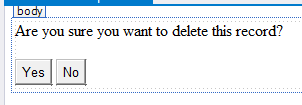 body
Are you sure you want to delete this record?
Yes No